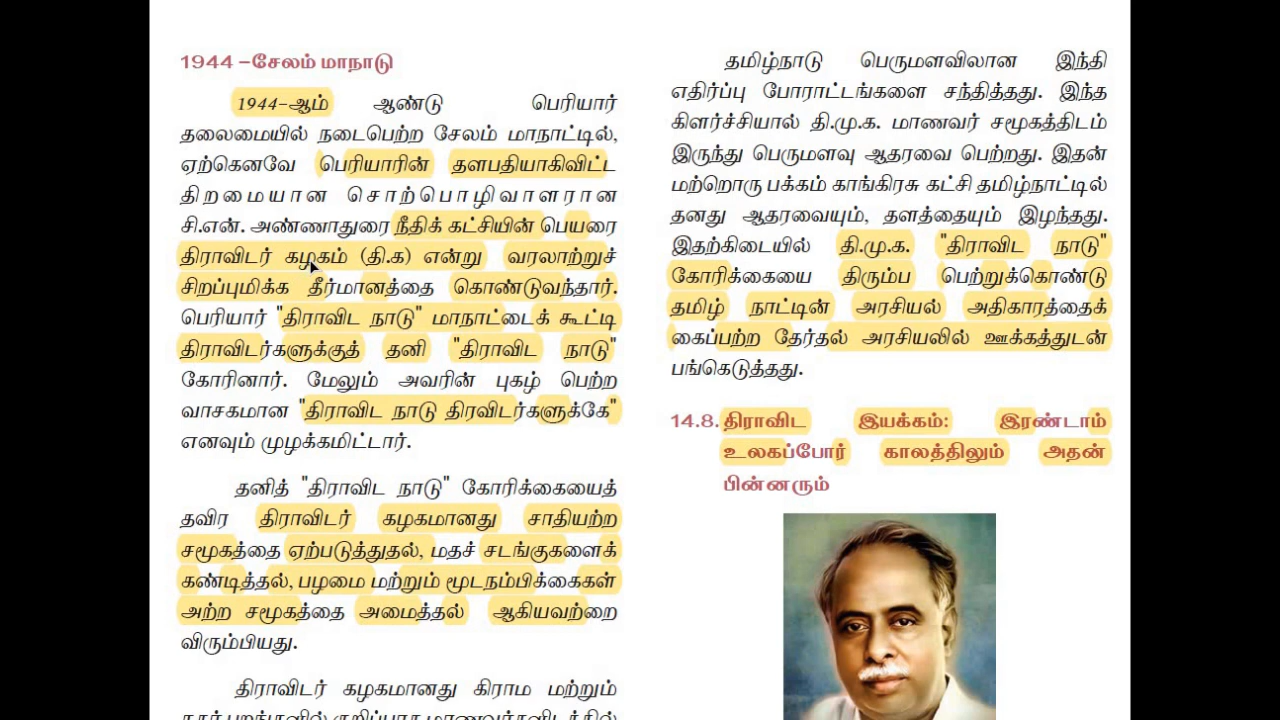 1944 –சேலம் மாநாடு
1944–ஆம் ஆண்டு பெரியார்
தலைமையில் நடைபெற்ற சேலம் மாநாட்டில்,
ஏற்கெனவே பெரியாரின் தளபதியாகிவிட்ட
திறமையான சொற்பொழிவாளரான
சி.என். அண்ணாதுரை நீதிக் கட்சியின் பெயரை
திராவிடர் கழகம் (தி.க) என்று வரலாற்றுச்
சிறப்புமிக்க தீர்மானத்தை கொண்டுவந்தார்.
பெரியார் "திராவிட நாடு" மாநாட்டைக் கூட்டி
திராவிடர்களுக்குத் தனி "திராவிட நாடு"
கோரினார். மேலும் அவரின் புகழ் பெற்ற
வாசகமான "திராவிட நாடு திரவிடர்களுக்கே"
எனவும் முழக்கமிட்டார்.
தனித் "திராவிட நாடு" கோரிக்கையைத்
தவிர திராவிடர் கழகமானது சாதியற்ற
சமூகத்தை ஏற்படுத்துதல், மதச் சடங்குகளைக்
கண்டித்தல், பழமை மற்றும் மூடநம்பிக்கைகள்
அற்ற சமூகத்தை அமைத்தல் ஆகியவற்றை
விரும்பியது.
திராவிடர் கழகமானது கிராம மற்றும்
தமிழ்நாடு பெருமளவிலான இந்தி
எதிர்ப்பு போராட்டங்களை சந்தித்தது. இந்த
கிளர்ச்சியால் தி.மு.க. மாணவர் சமூகத்திடம்
இருந்து பெருமளவு ஆதரவை பெற்றது. இதன்
மற்றொரு பக்கம் காங்கிரசு கட்சி தமிழ்நாட்டில்
தனது ஆதரவையும், தளத்தையும் இழந்தது.
இதற்கிடையில் தி.மு.க. "திராவிட நாடு"
கோரிக்கையை திரும்ப பெற்றுக்கொண்டு
தமிழ் நாட்டின் அரசியல் அதிகாரத்தைக்
கைப்பற்ற தேர்தல் அரசியலில் ஊக்கத்துடன்
பங்கெடுத்தது.
14.8. திராவிட இயக்கம்: இரண்டாம்
உலகப்போர் காலத்திலும் அதன்
பின்னரும்